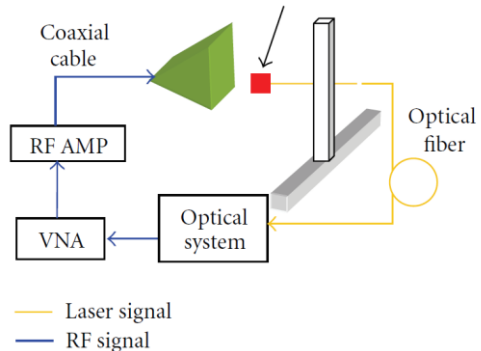 Coaxial
cable
RF AMP
Optical
fiber
VNA
Optical
system
Laser signal
RF signal